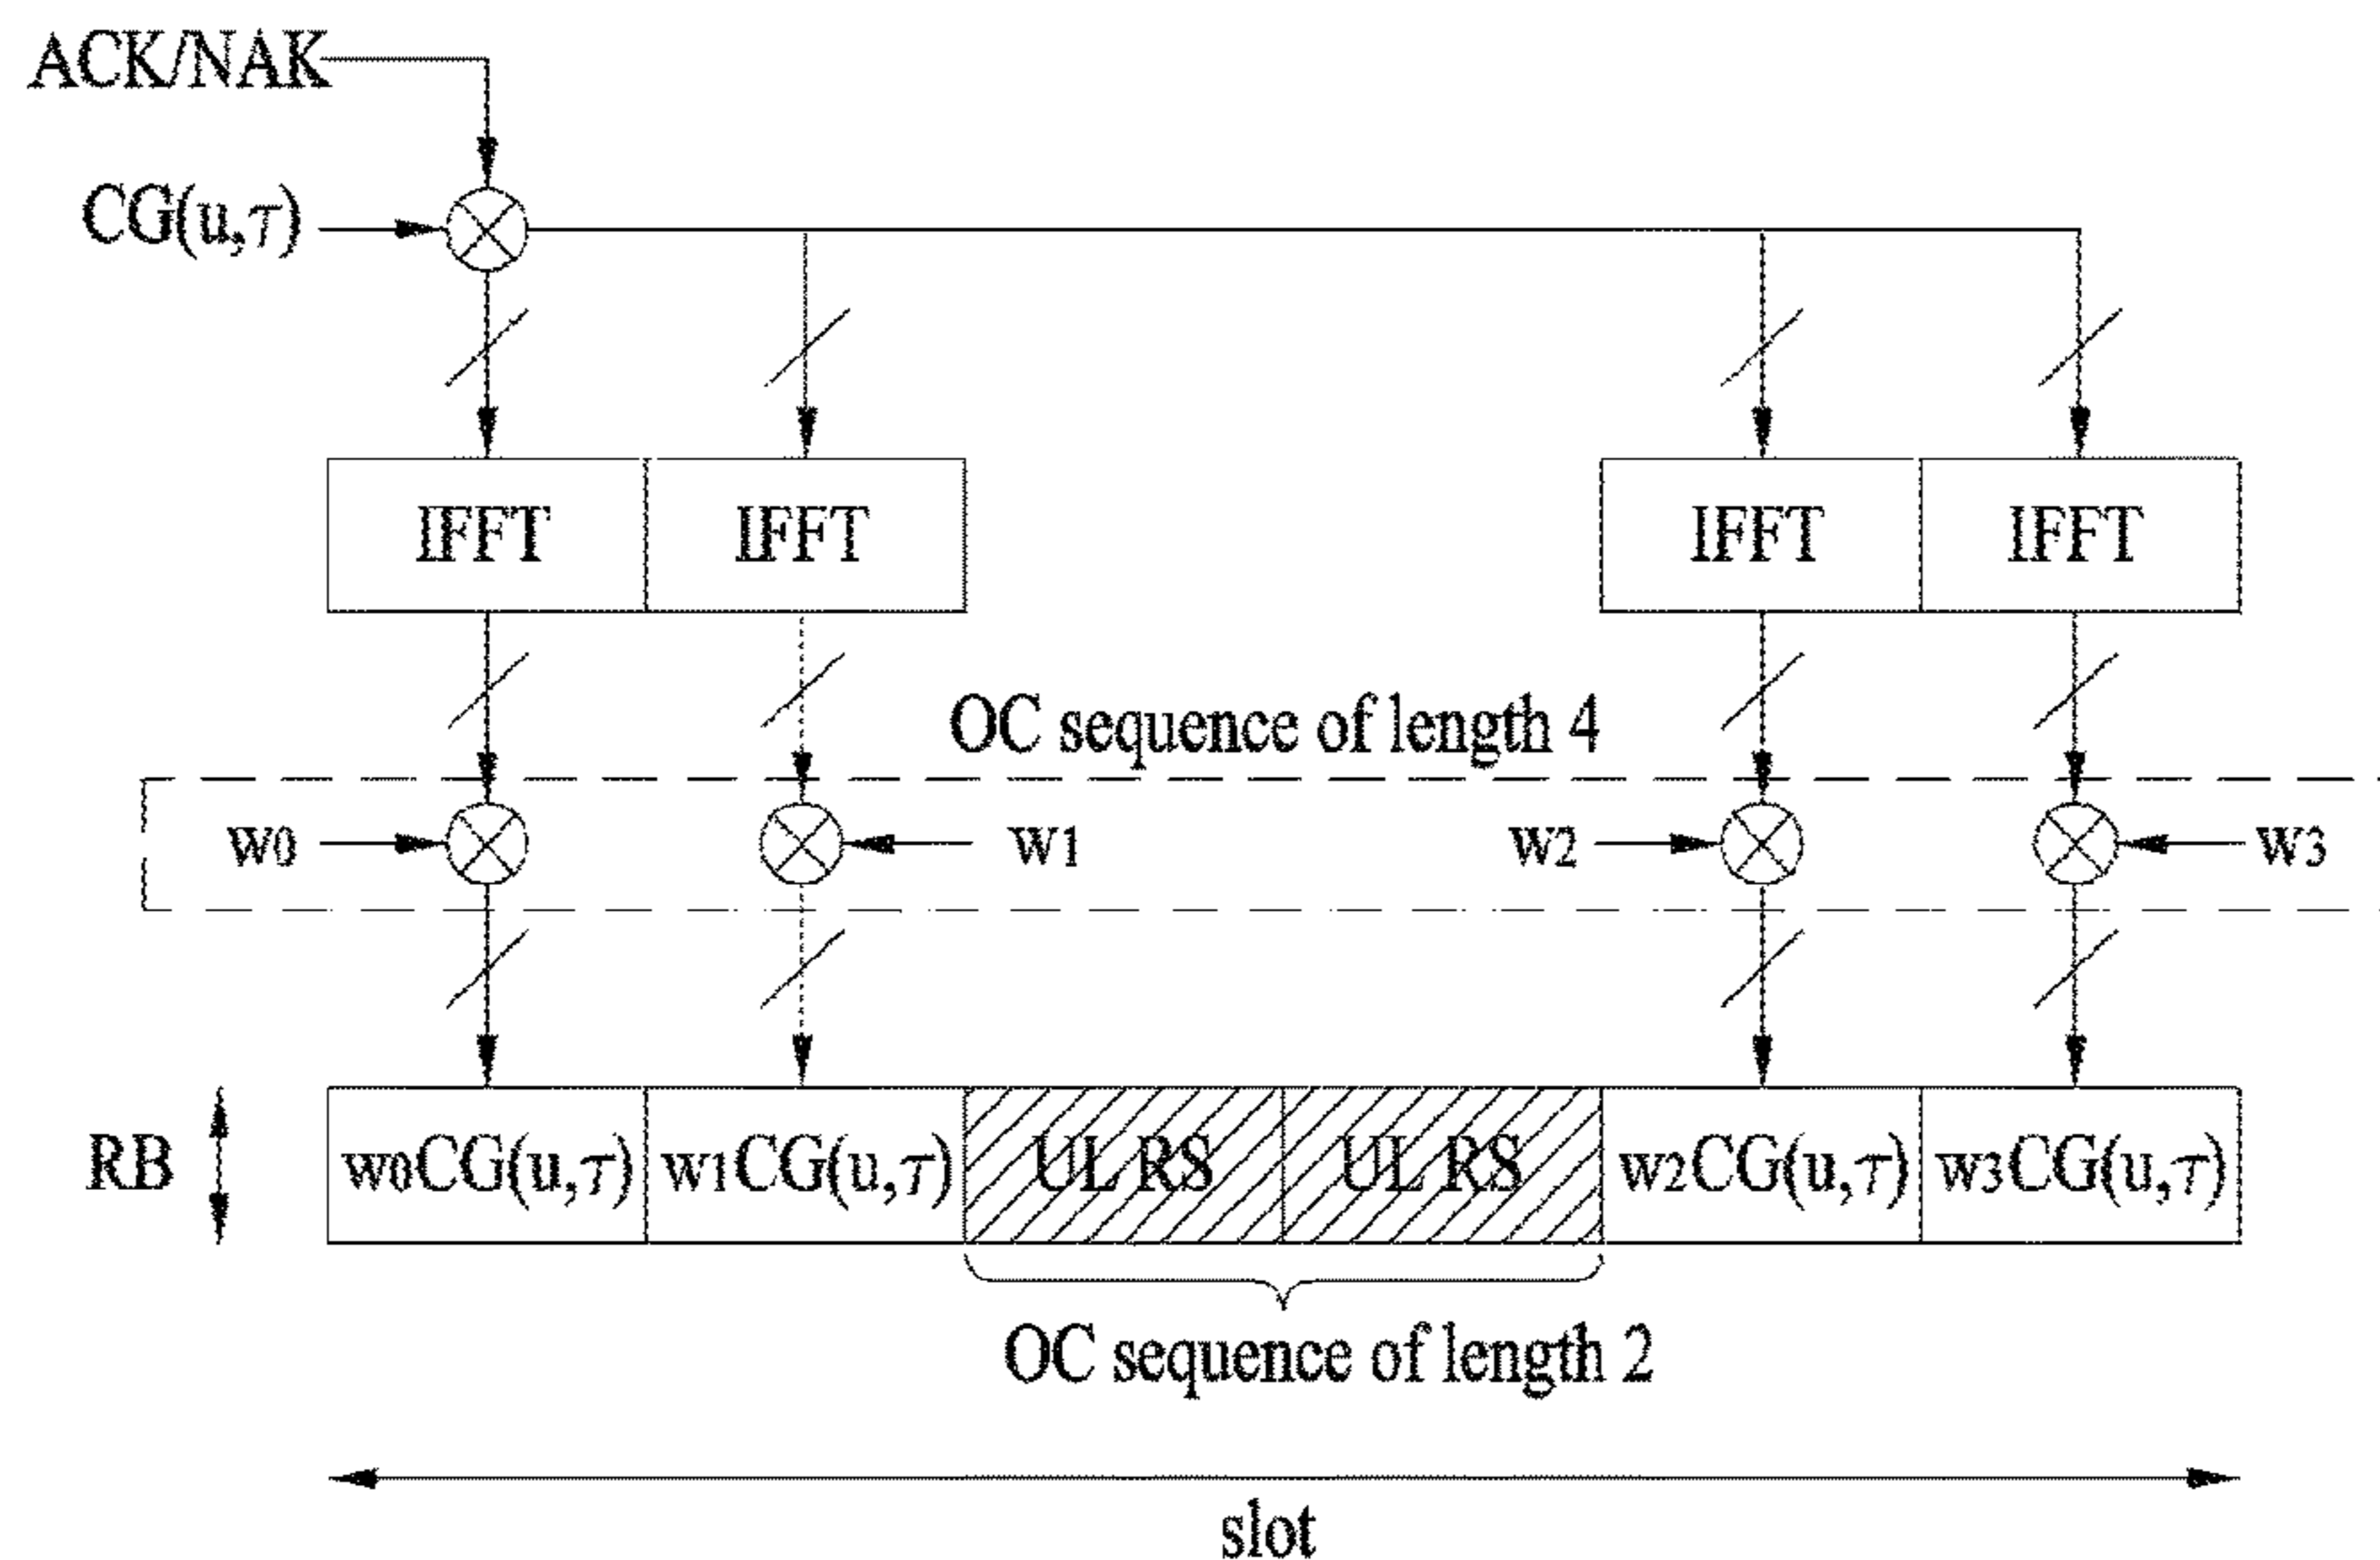 ACK/NAK
CG(u,τ)
IFFT IFFT IFFT IFFT
OC sequence of length 4
w0 w1 w2 w3
RB w0CG(u,τ) w1CG(u,τ) UL RS UL RS w2CG(u,τ) w3CG(u,τ)
OC sequence of length 2
slot